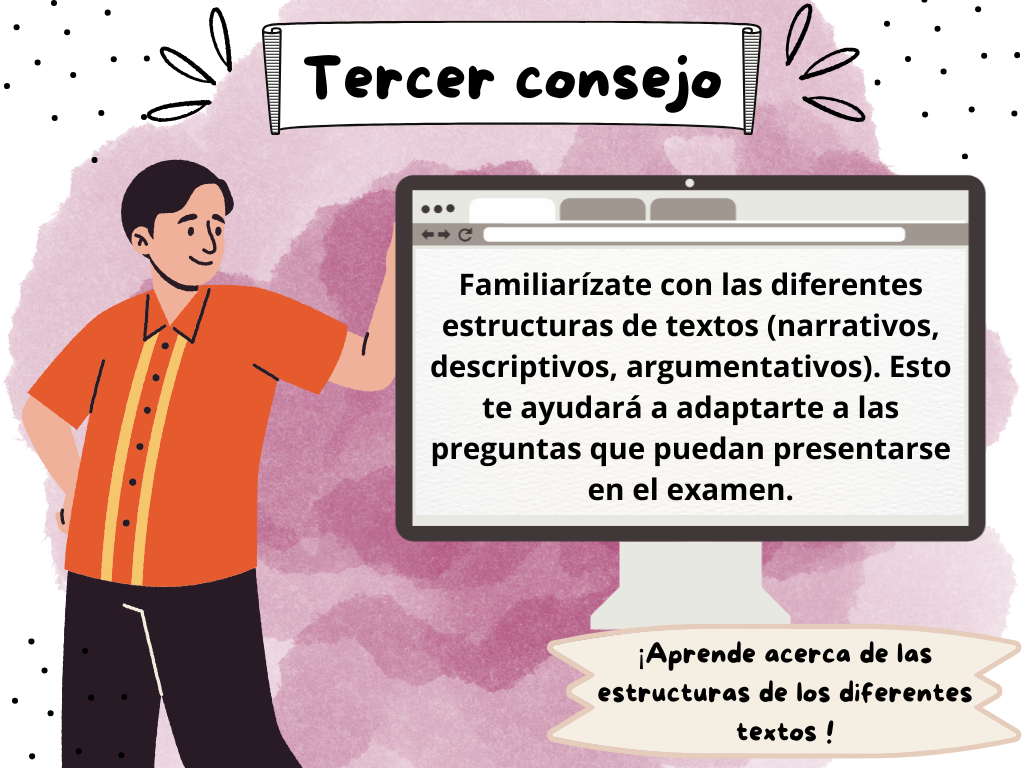 Tercer consejo
Familiarízate con las diferentes
estructuras de textos (narrativos,
descriptivos, argumentativos). Esto
te ayudará a adaptarte a las
preguntas que puedan presentarse
en el examen.
¡Aprende acerca de las
estructuras de los diferentes
textos !